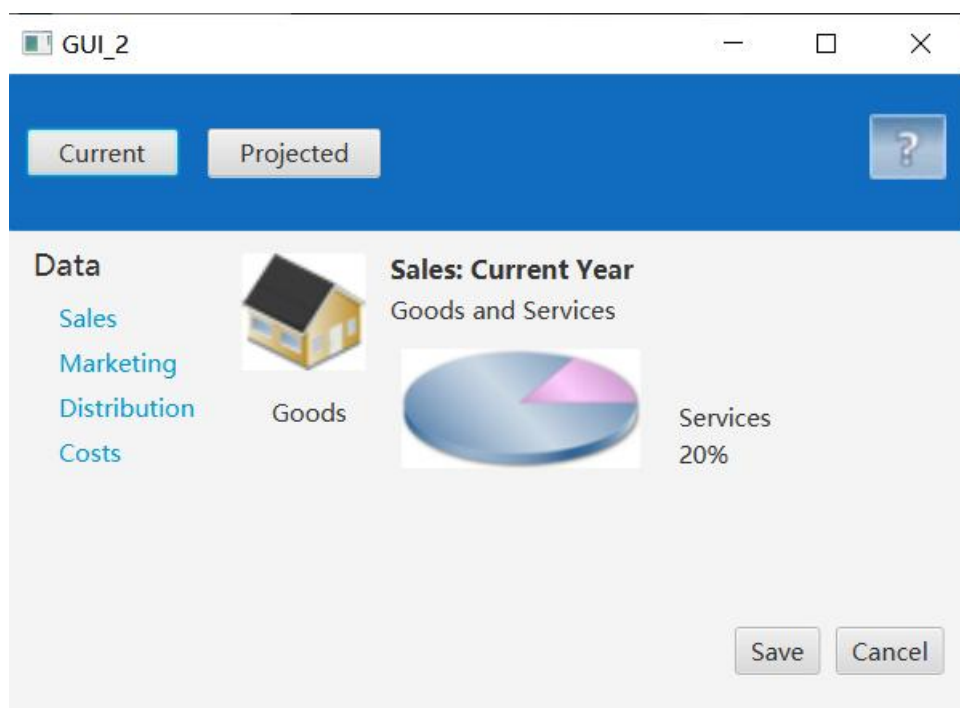 GUI_2
Current
Projected
?
Data
Sales
Marketing
Distribution
Costs
Goods
Sales: Current Year
Goods and Services
Services
20%
Save
Cancel